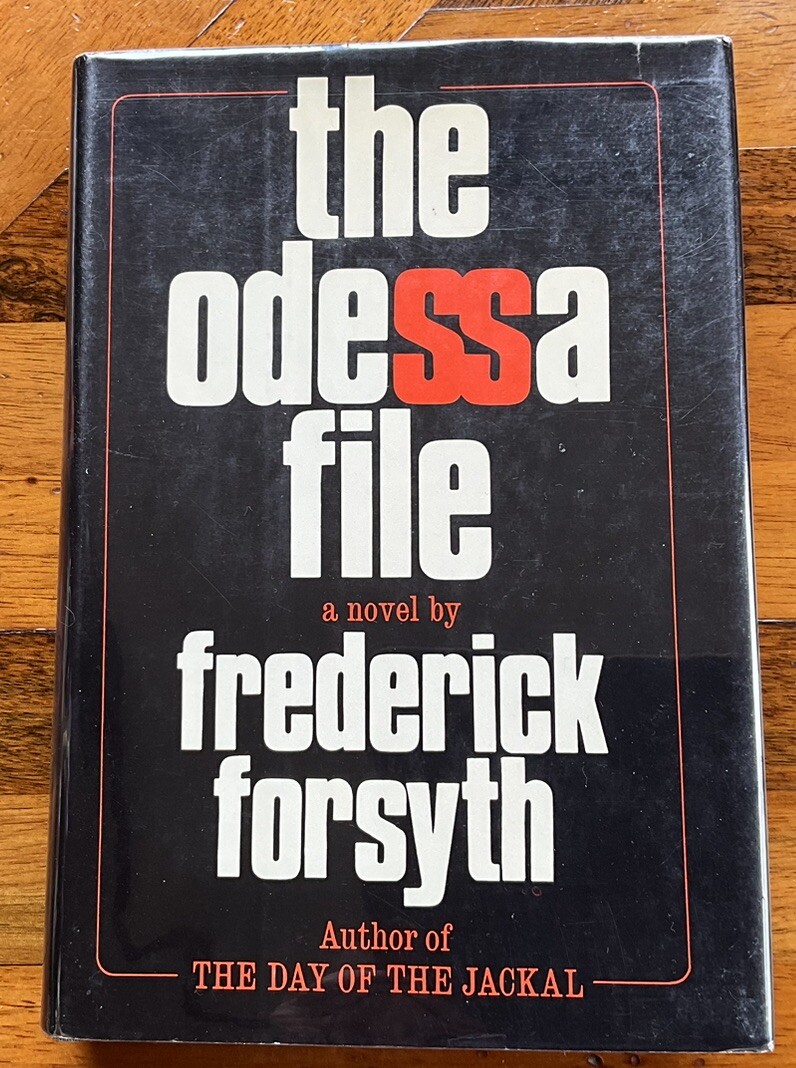 the
odessa
file
a novel by
frederick
forsyth
Author of
THE DAY OF THE JACKAL